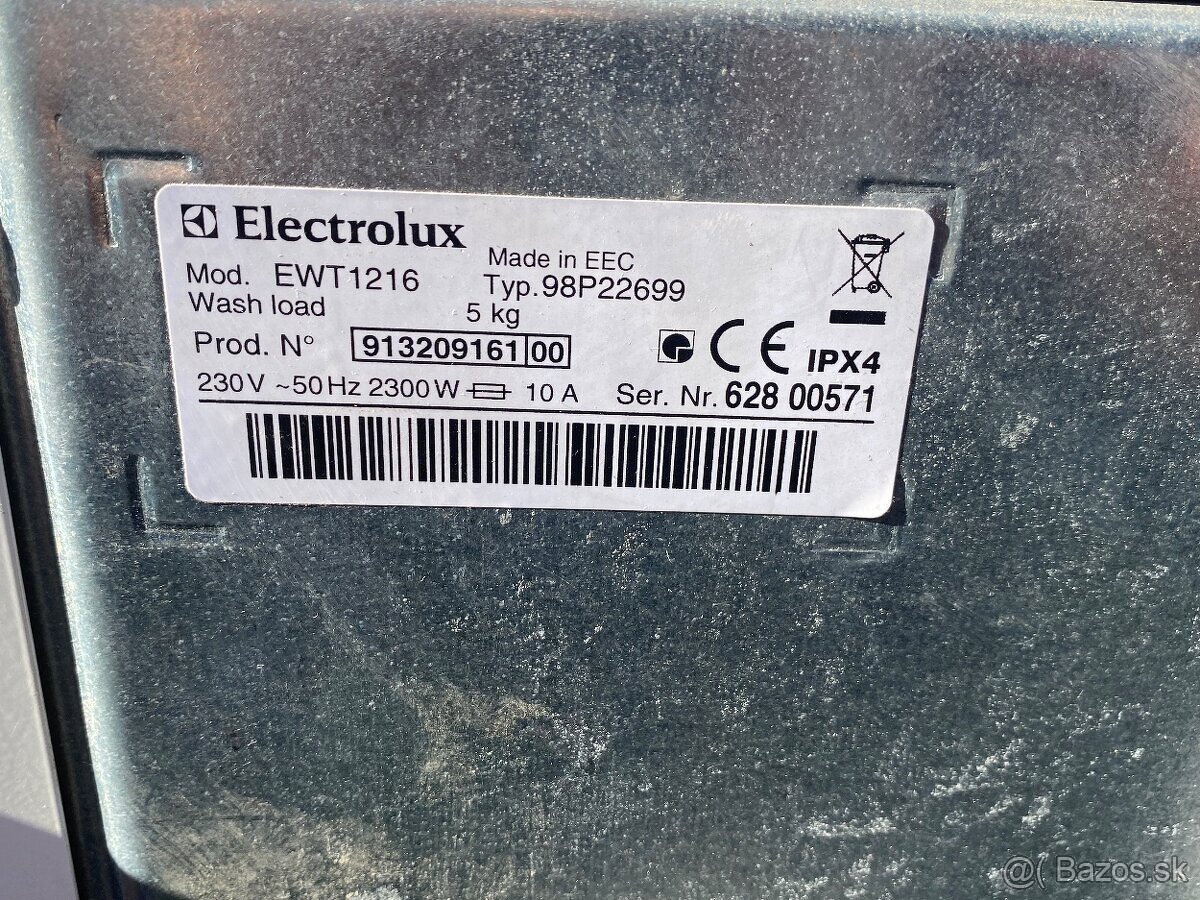 Electrolux
Made in EEC
Mod. EWT1216 Typ.98P22699
Wash load 5 kg
Prod. N° 913209161 00
CE IPX4
230V ~50Hz 2300W 10 A Ser. Nr. 628 00571
@( Bazos.sk